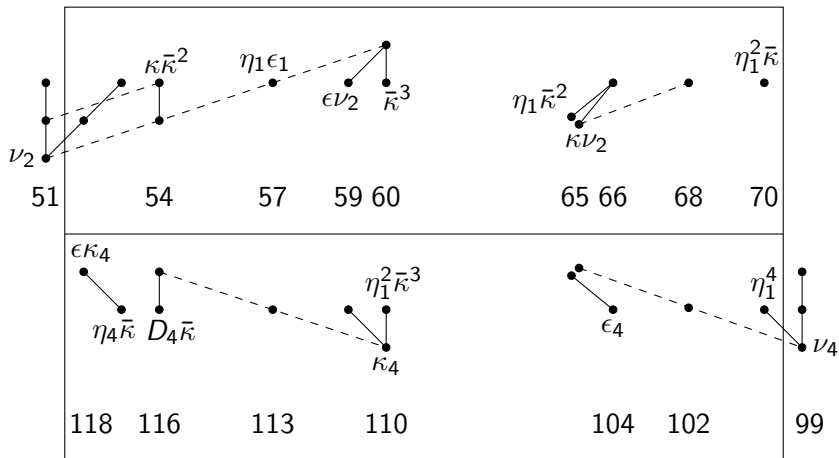 κκ̄² η₁ϵ₁ η₁²κ̄
ϵν₂ κ̄³ η₁κ̄²
ν₂ κν₂
51 54 57 59 60 65 66 68 70
ϵκ₄ η₁²κ̄³ η₁⁴
η₄κ̄ D₄κ̄ ϵ₄
κ₄ ν₄
118 116 113 110 104 102 99